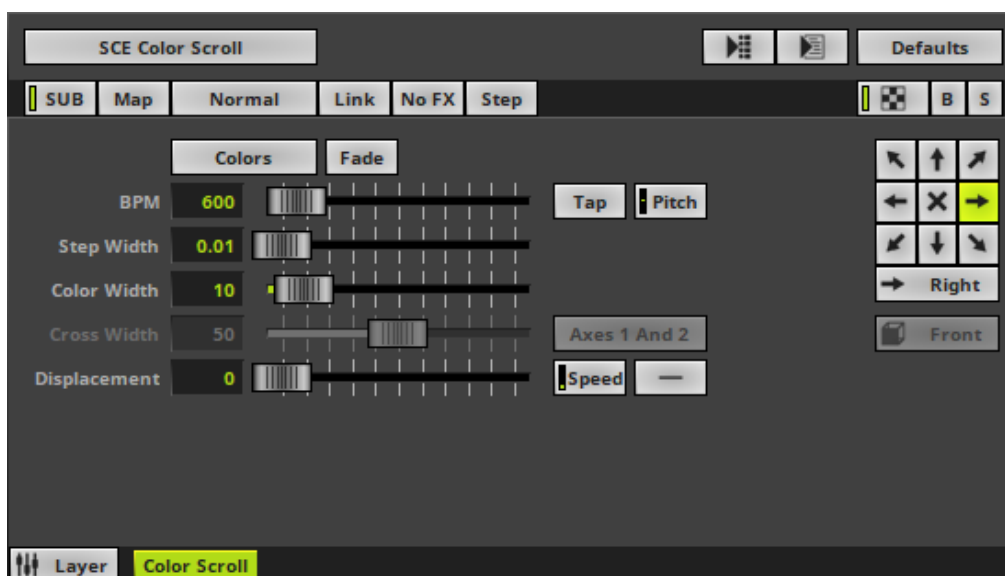 SCE Color Scroll Defaults
SUB Map Normal Link No FX Step B S
Colors Fade
BPM 600 Tap Pitch
Step Width 0.01
Color Width 10 Right
Cross Width 50 Axes 1 And 2 Front
Displacement 0 Speed —
Layer Color Scroll